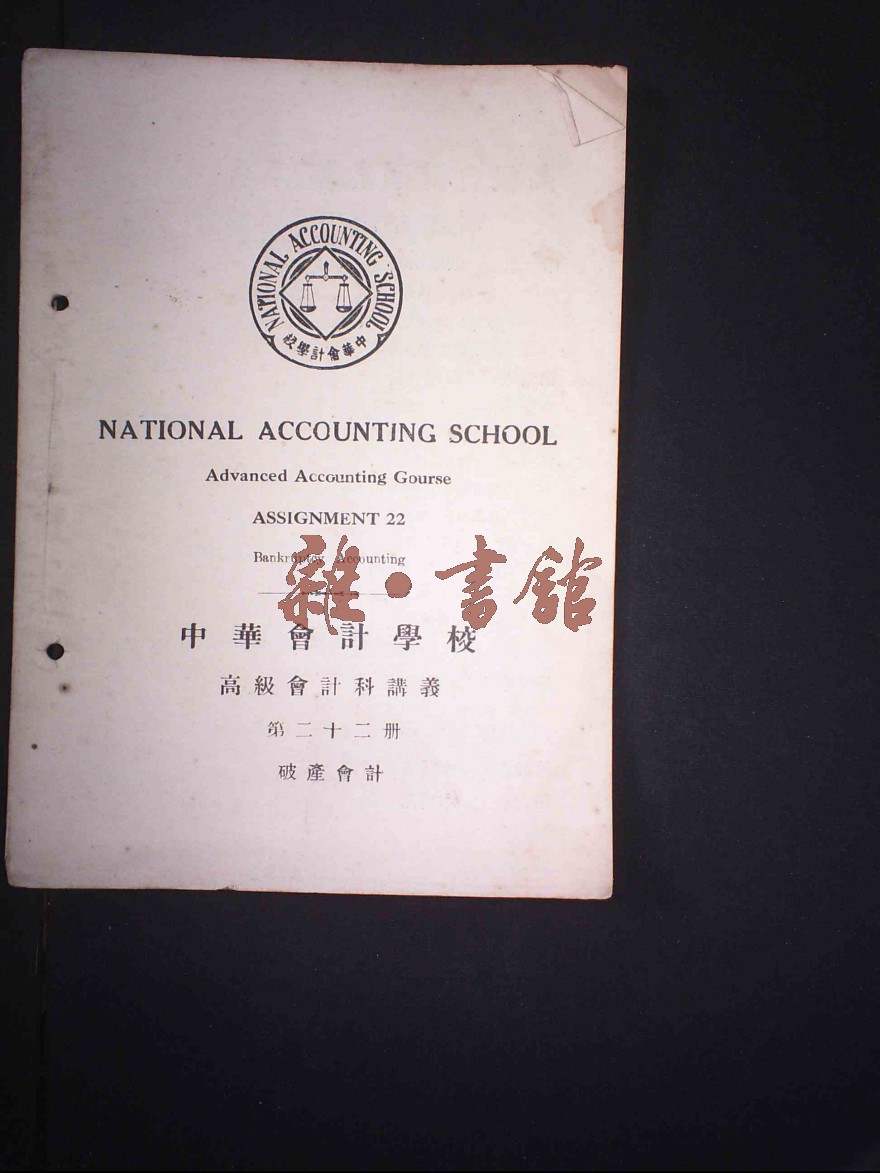 NATIONAL ACCOUNTING SCHOOL
中華會計學校
NATIONAL ACCOUNTING SCHOOL
Advanced Accounting Gourse
ASSIGNMENT 22
Bankruptcy Accounting
雜·書館
中華會計學校
高級會計科講義
第二十二册
破產會計